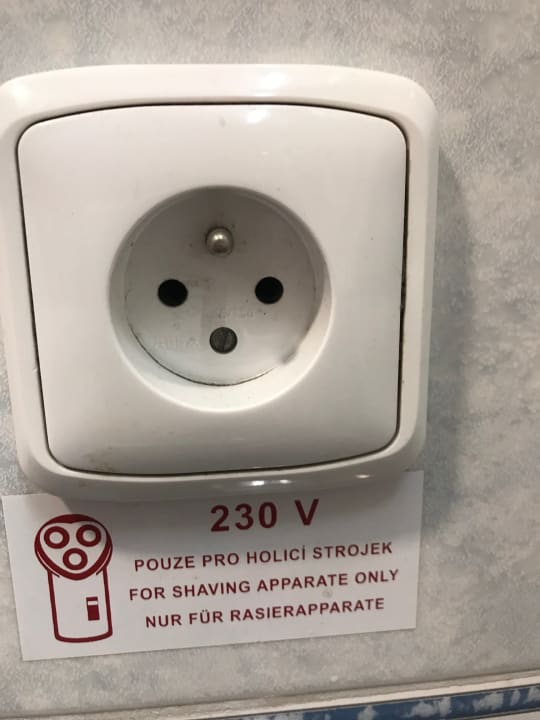 230 V
POUZE PRO HOLICÍ STROJEK
FOR SHAVING APPARATE ONLY
NUR FÜR RASIERAPPARATE